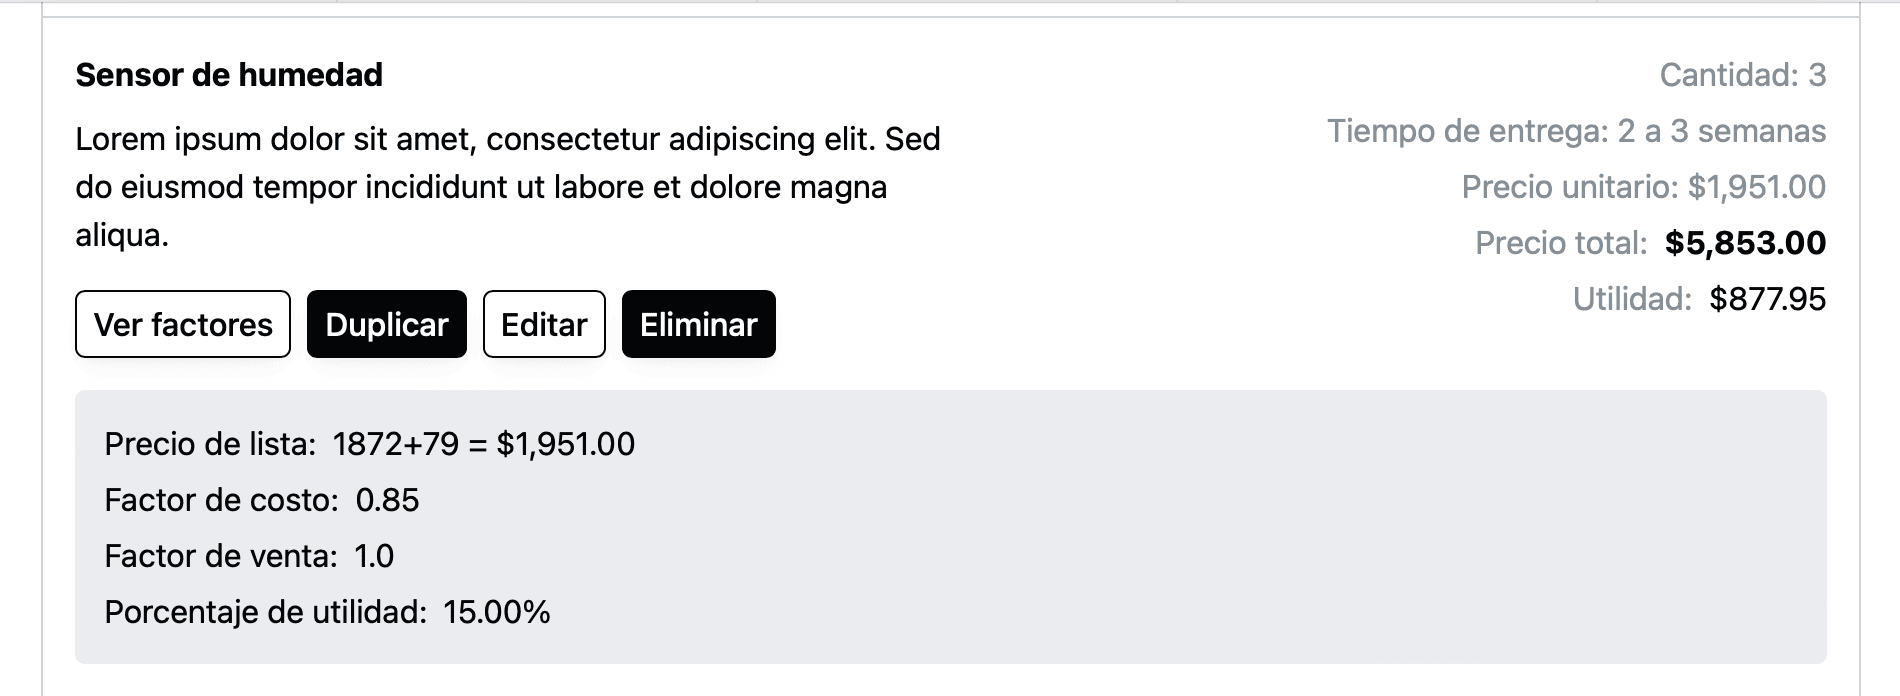 Sensor de humedad
Lorem ipsum dolor sit amet, consectetur adipiscing elit. Sed
do eiusmod tempor incididunt ut labore et dolore magna
aliqua.
Cantidad: 3
Tiempo de entrega: 2 a 3 semanas
Precio unitario: $1,951.00
Precio total: $5,853.00
Utilidad: $877.95
Ver factores Duplicar Editar Eliminar
Precio de lista: 1872+79 = $1,951.00
Factor de costo: 0.85
Factor de venta: 1.0
Porcentaje de utilidad: 15.00%